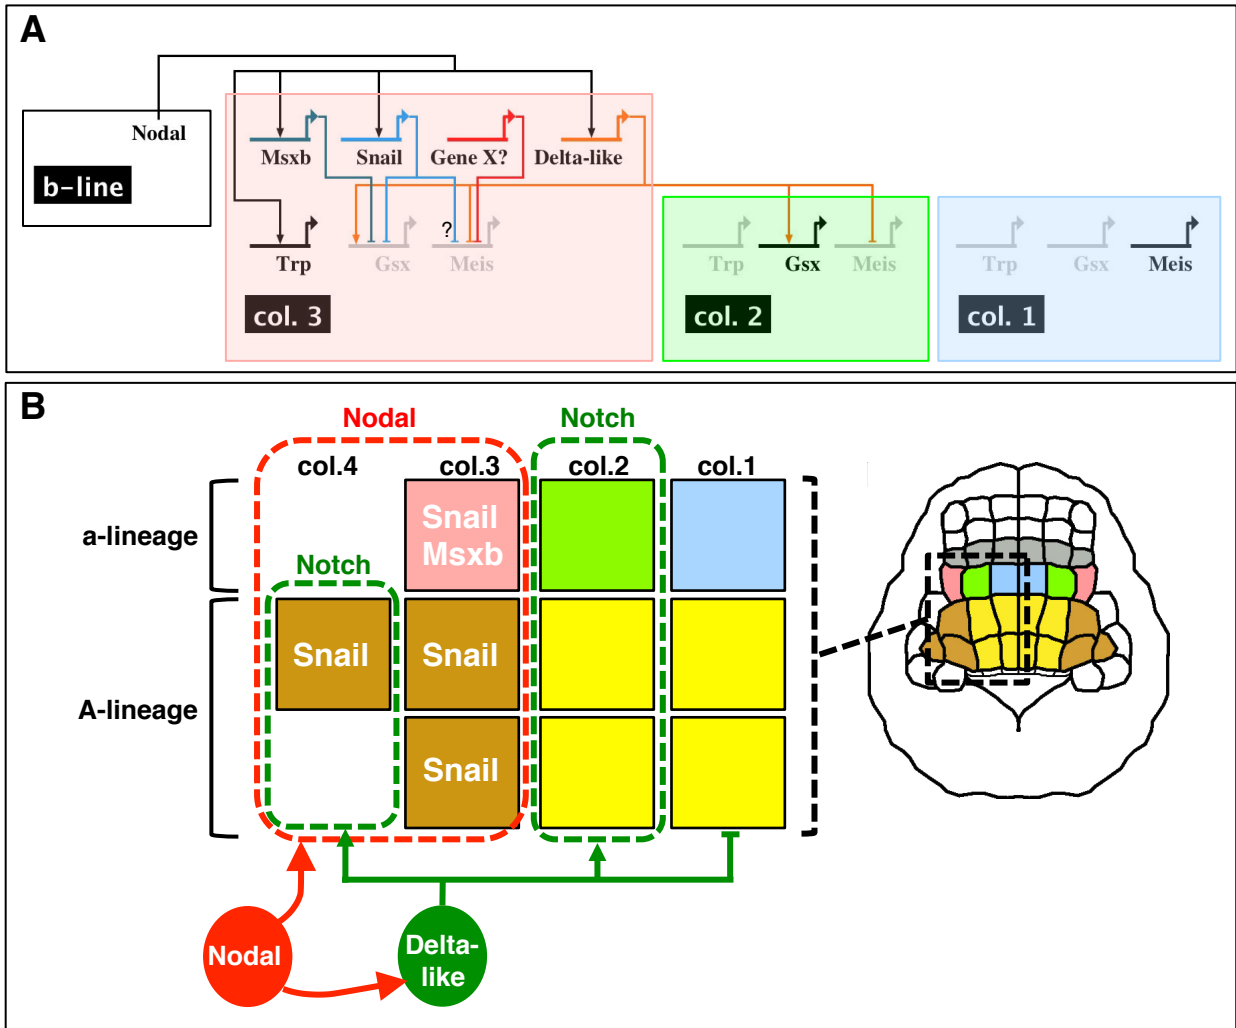 A
Nodal
b-line
Msxb Snail Gene X? Delta-like
?
Trp Gsx Meis
col. 3
Trp Gsx Meis
col. 2
Trp Gsx Meis
col. 1
B
Nodal Notch
col.4 col.3 col.2 col.1
a-lineage
Snail
Msxb
Notch
A-lineage
Snail Snail
Snail
Nodal
Delta-
like